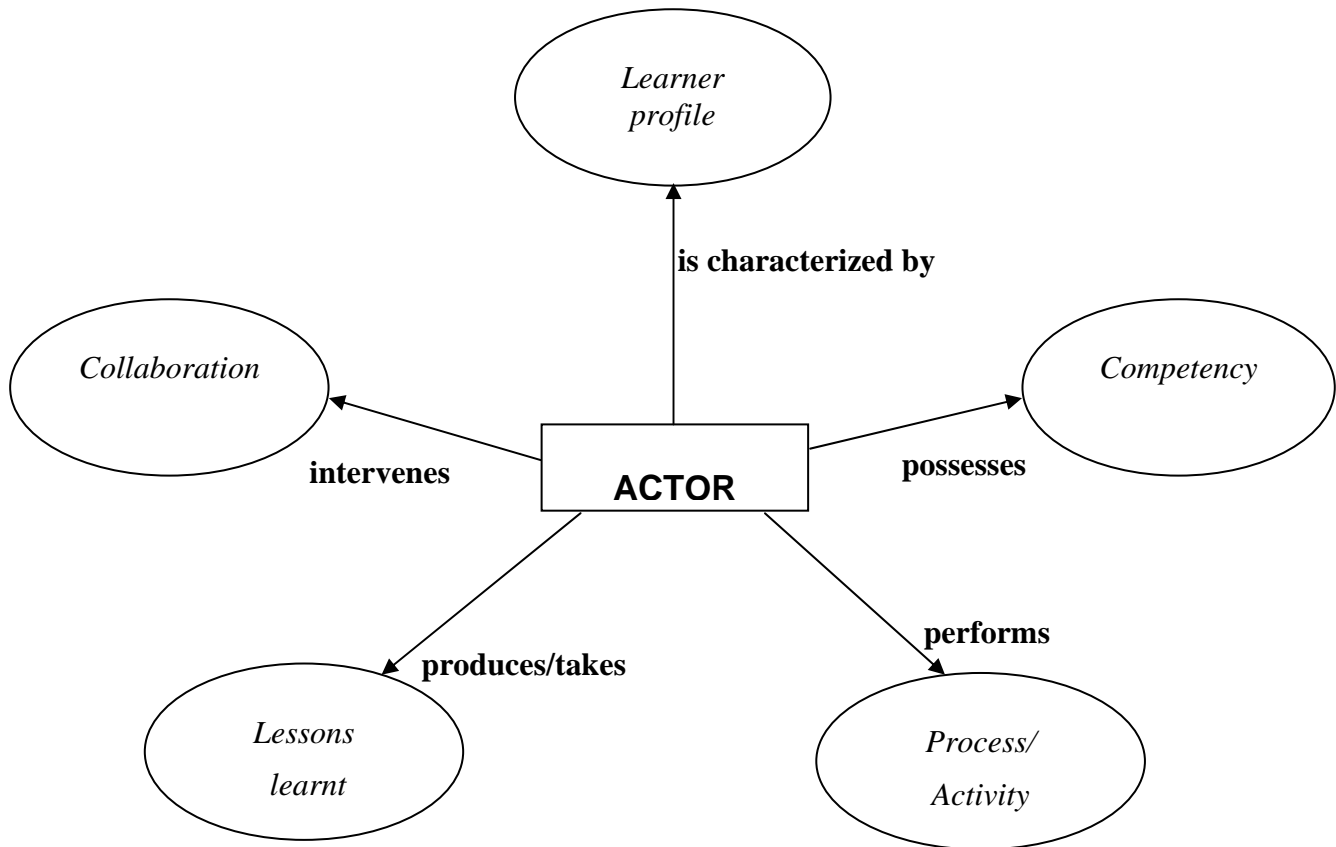 Learner
profile
is characterized by
Collaboration
Competency
intervenes
ACTOR
possesses
produces/takes
performs
Lessons
learnt
Process/
Activity